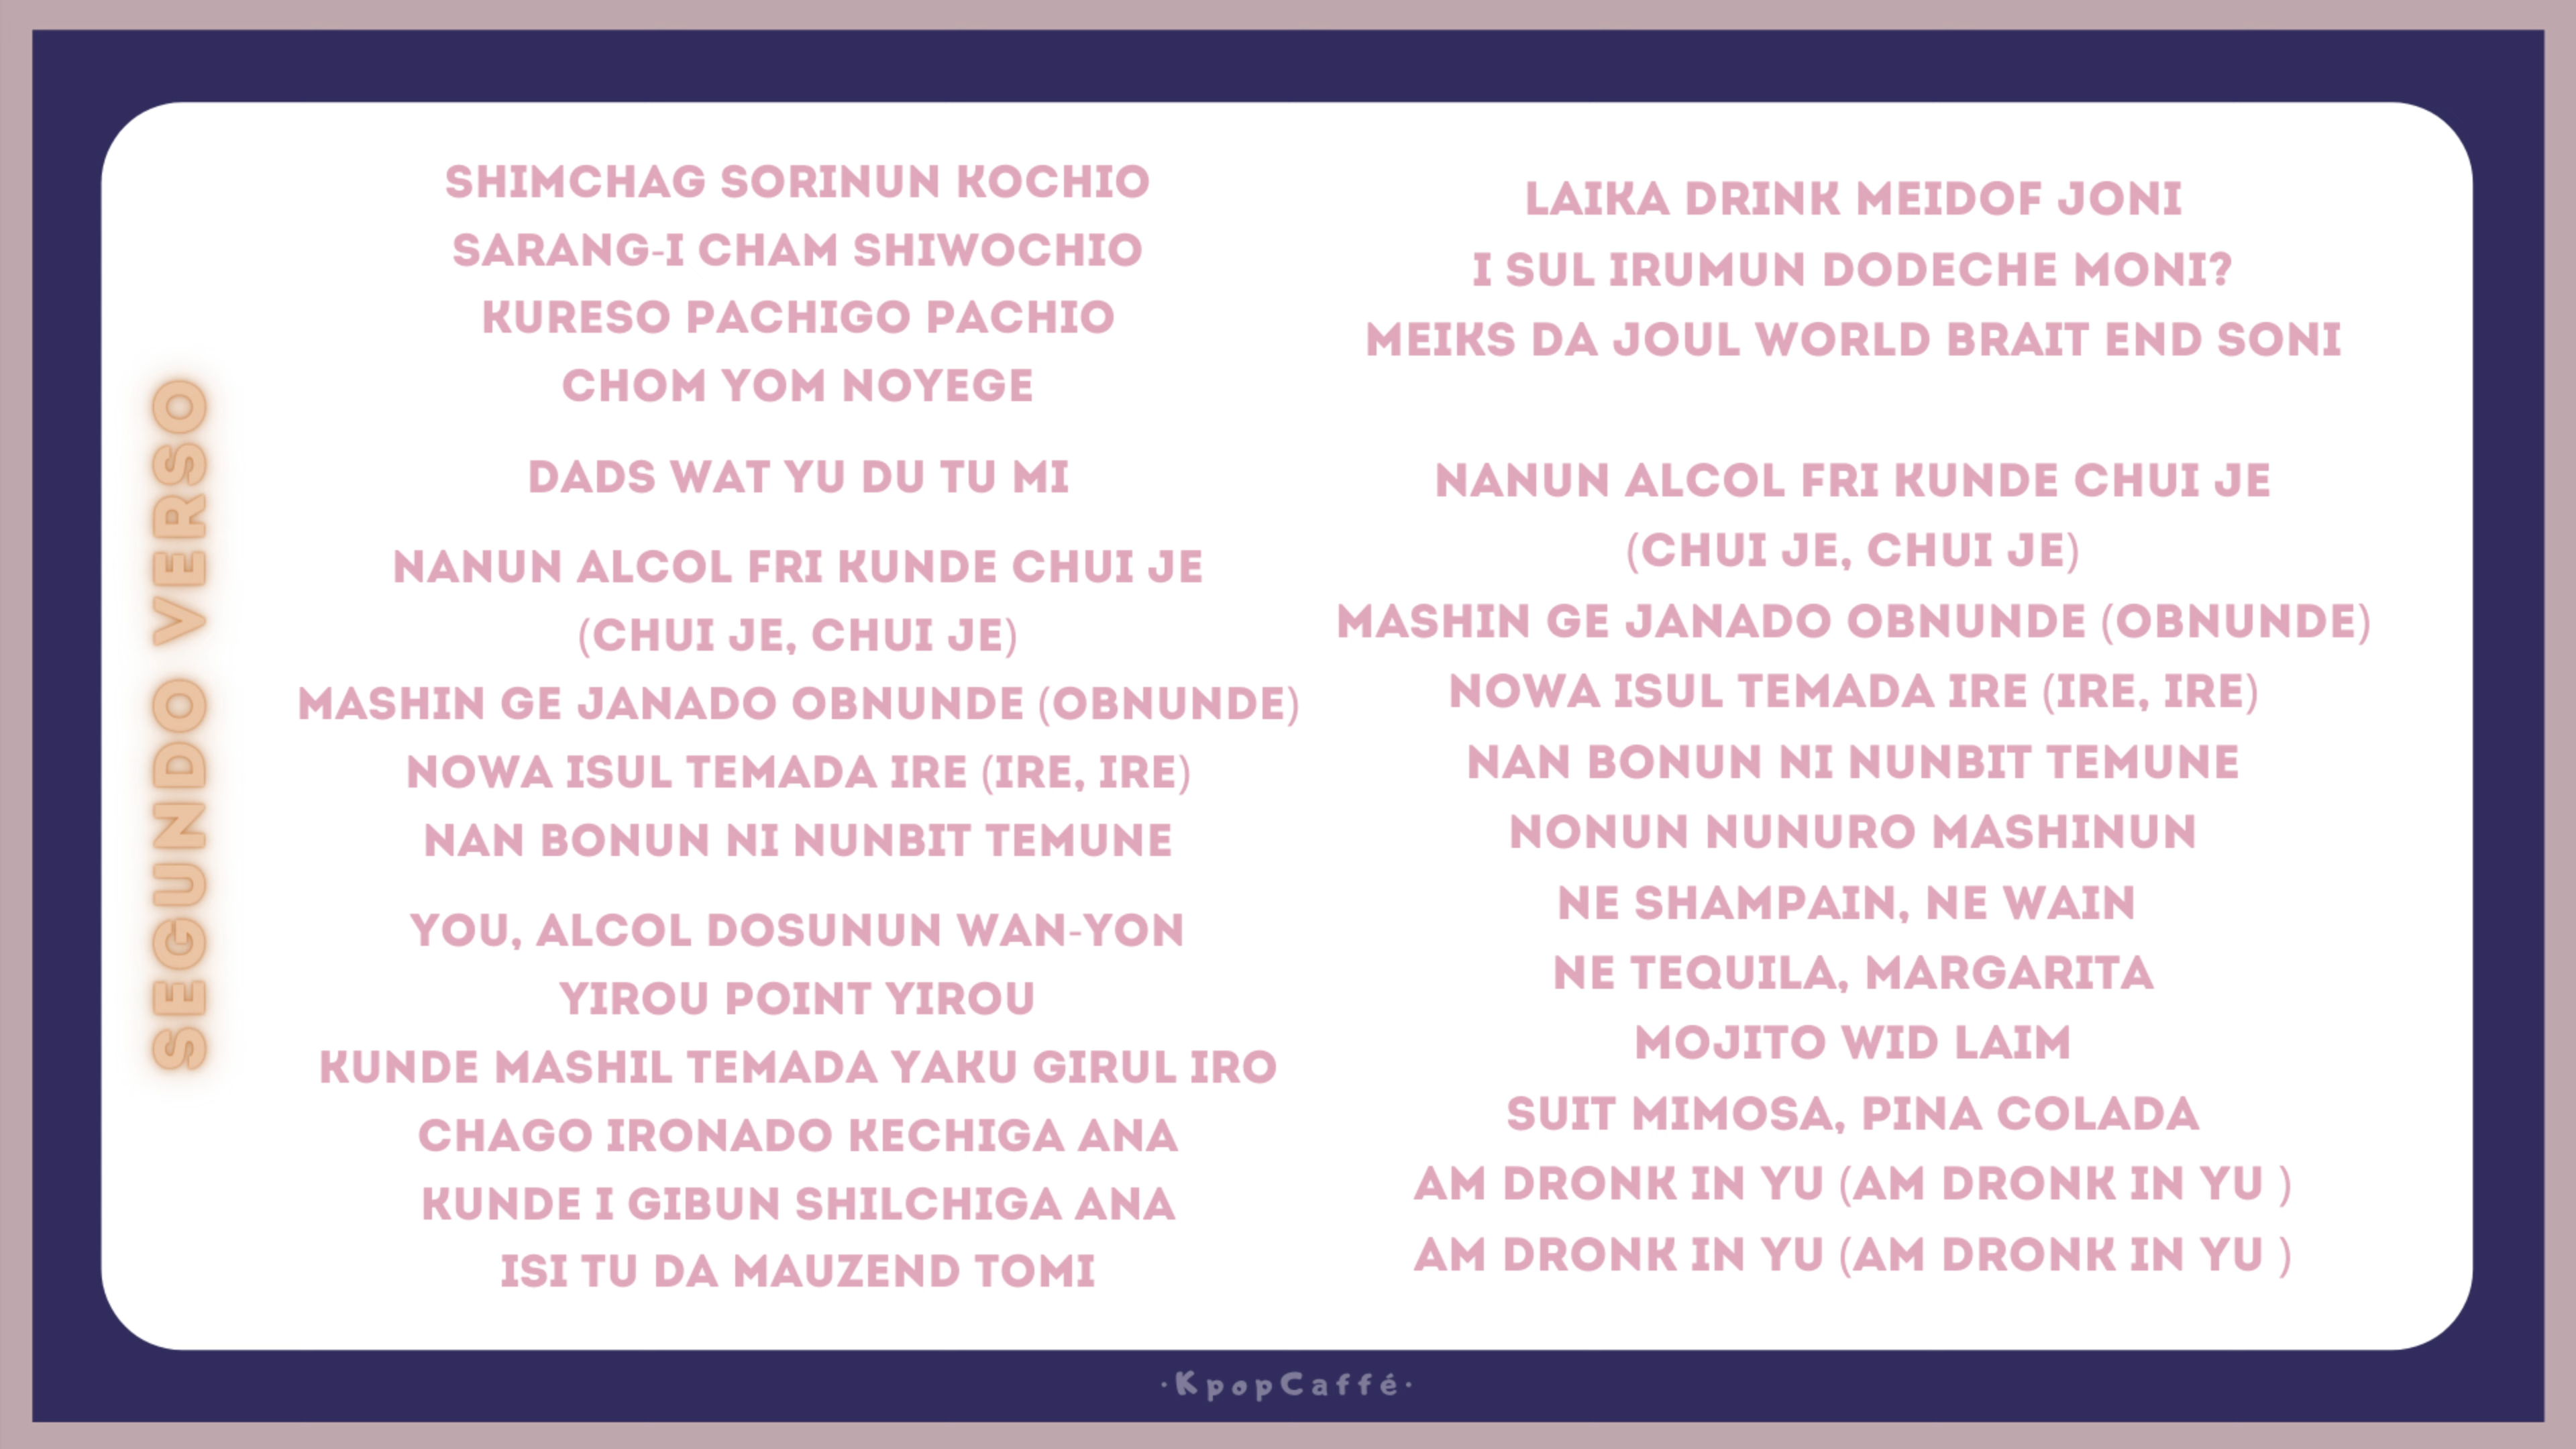 SEGUNDO VERSO
SHIMCHAG SORINUN KOCHIO
SARANG-I CHAM SHIWOCHIO
KURESO PACHIGO PACHIO
CHOM YOM NOYEGE
DADS WAT YU DU TU MI
NANUN ALCOL FRI KUNDE CHUI JE
(CHUI JE, CHUI JE)
MASHIN GE JANADO OBNUNDE (OBNUNDE)
NOWA ISUL TEMADA IRE (IRE, IRE)
NAN BONUN NI NUNBIT TEMUNE
YOU, ALCOL DOSUNUN WAN-YON
YIROU POINT YIROU
KUNDE MASHIL TEMADA YAKU GIRUL IRO
CHAGO IRONADO KECHIGA ANA
KUNDE I GIBUN SHILCHIGA ANA
ISI TU DA MAUZEND TOMI
LAIKA DRINK MEIDOF JONI
I SUL IRUMUN DODECHE MONI?
MEIKS DA JOUL WORLD BRAIT END SONI
NANUN ALCOL FRI KUNDE CHUI JE
(CHUI JE, CHUI JE)
MASHIN GE JANADO OBNUNDE (OBNUNDE)
NOWA ISUL TEMADA IRE (IRE, IRE)
NAN BONUN NI NUNBIT TEMUNE
NONUN NUNURO MASHINUN
NE SHAMPAIN, NE WAIN
NE TEQUILA, MARGARITA
MOJITO WID LAIM
SUIT MIMOSA, PINA COLADA
AM DRONK IN YU (AM DRONK IN YU )
AM DRONK IN YU (AM DRONK IN YU )
·KpopCaffé·